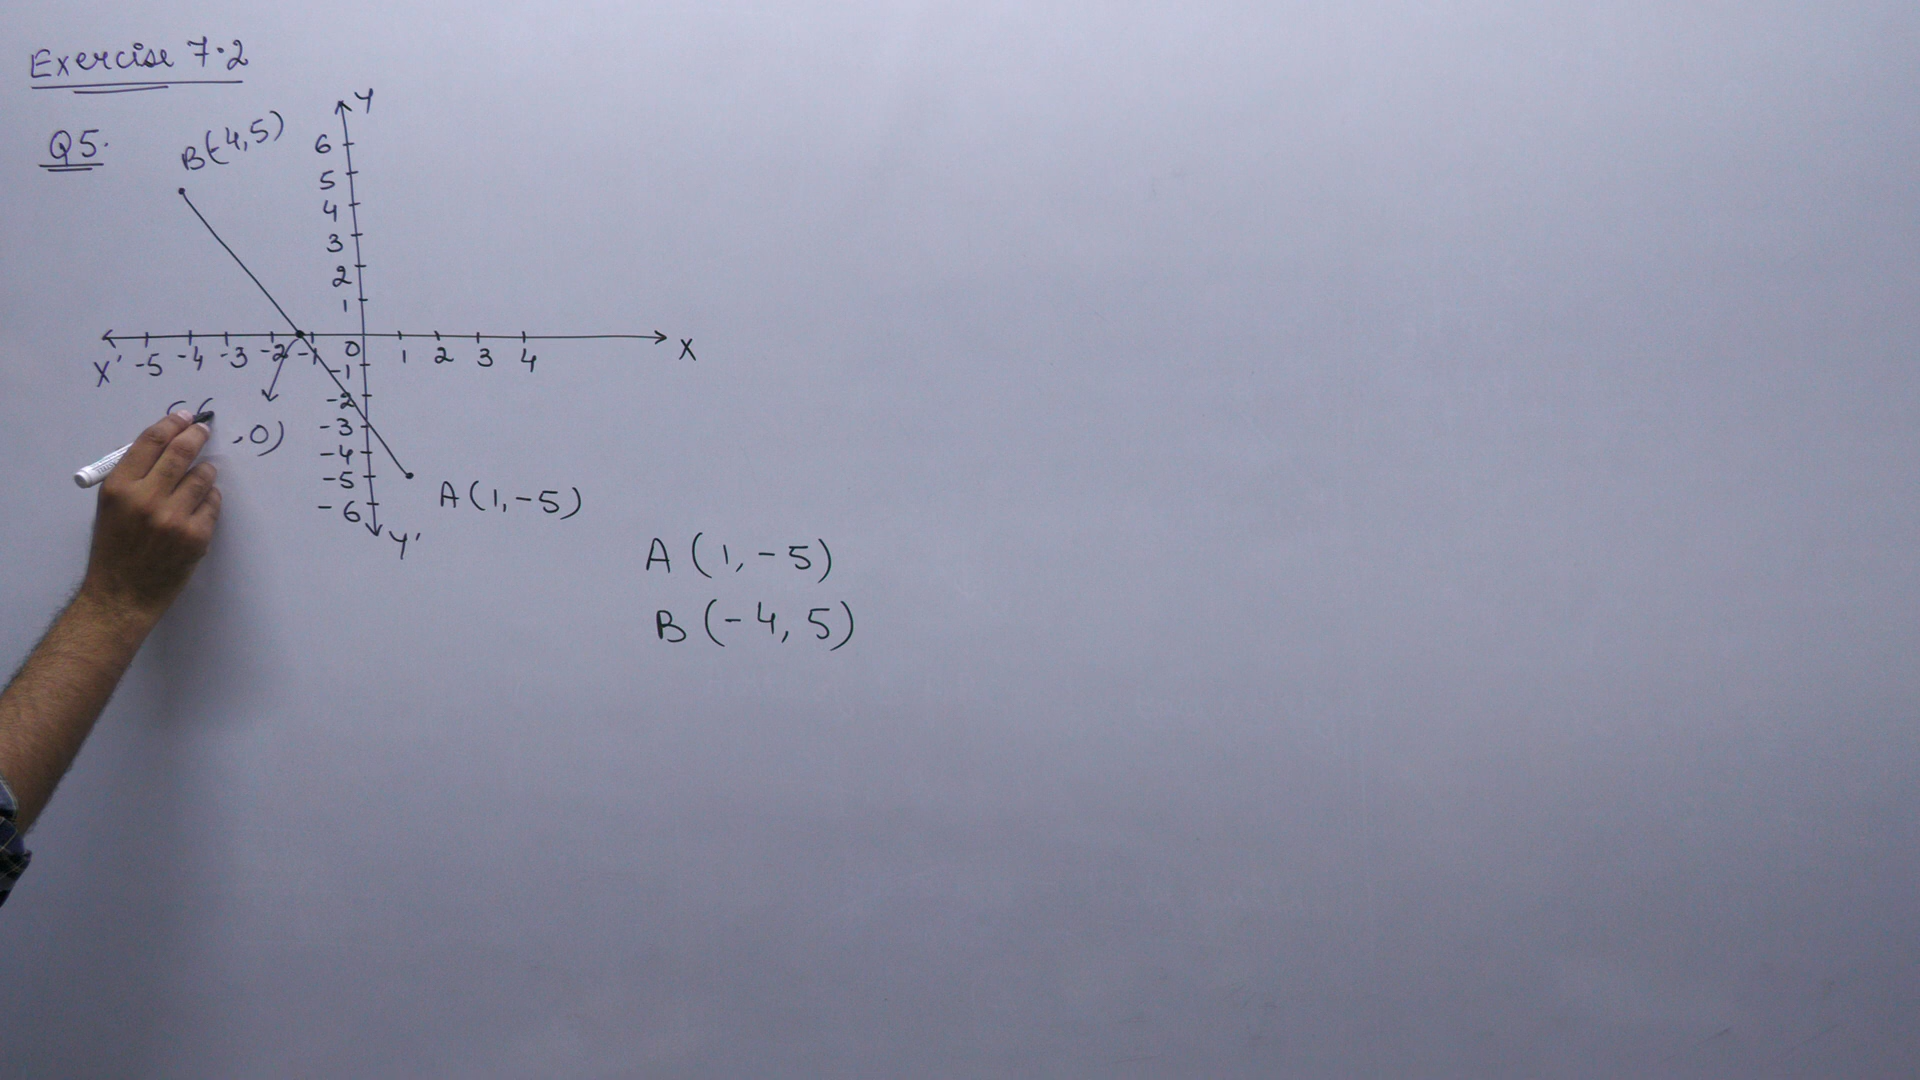 Exercise 7.2
Q5.
B(-4,5)
Y
6
5
4
3
2
1
X' -5 -4 -3 -2 -1 0 1 2 3 4 X
-1
-2
-3
-4
-5
-6
Y'
,0)
A(1,-5)
A(1,-5)
B(-4,5)